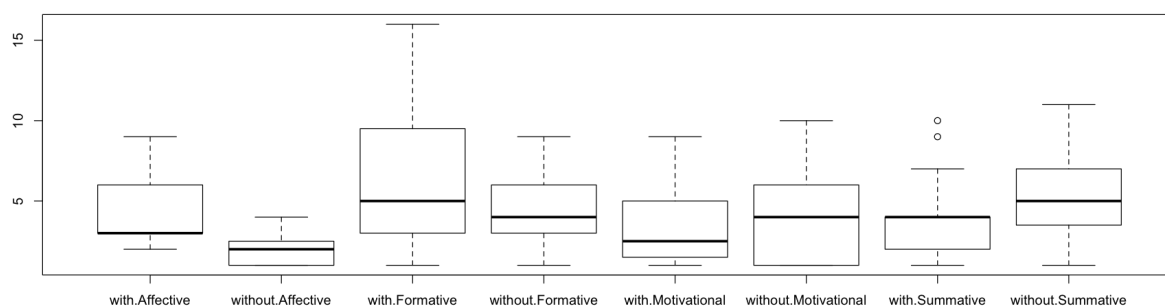 15
10
5
with.Affective without.Affective with.Formative without.Formative with.Motivational without.Motivational with.Summative without.Summative